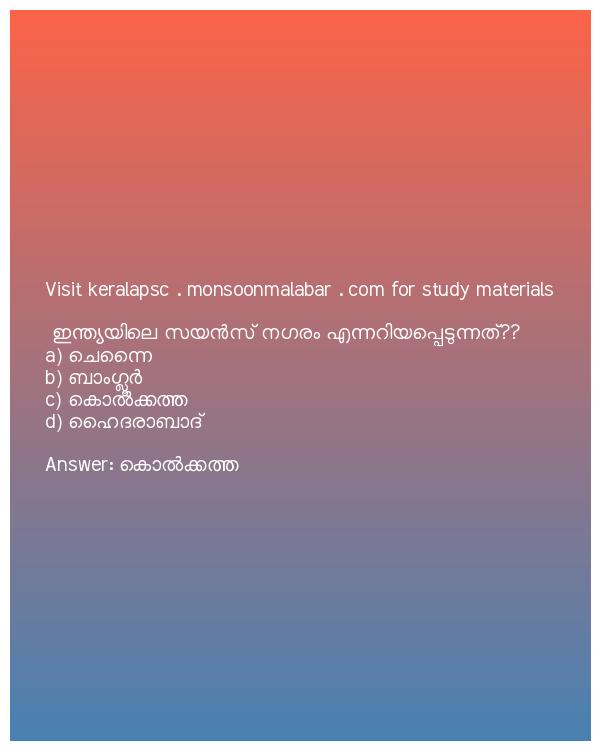 Visit keralapsc . monsoonmalabar . com for study materials
ഇന്ത്യയിലെ സയൻസ് നഗരം എന്നറിയപ്പെടുന്നത്??
a) ചെന്നൈ
b) ബാംഗ്ലൂർ
c) കൊൽക്കത്ത
d) ഹൈദരാബാദ്
Answer: കൊൽക്കത്ത